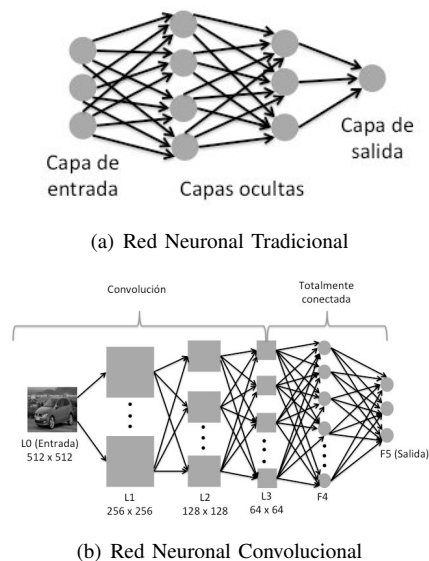 Capa de
entrada
Capas ocultas
Capa de
salida
(a) Red Neuronal Tradicional
Convolución
Totalmente
conectada
L0 (Entrada)
512 x 512
L1
256 x 256
L2
128 x 128
L3
64 x 64
F4
F5 (Salida)
(b) Red Neuronal Convolucional